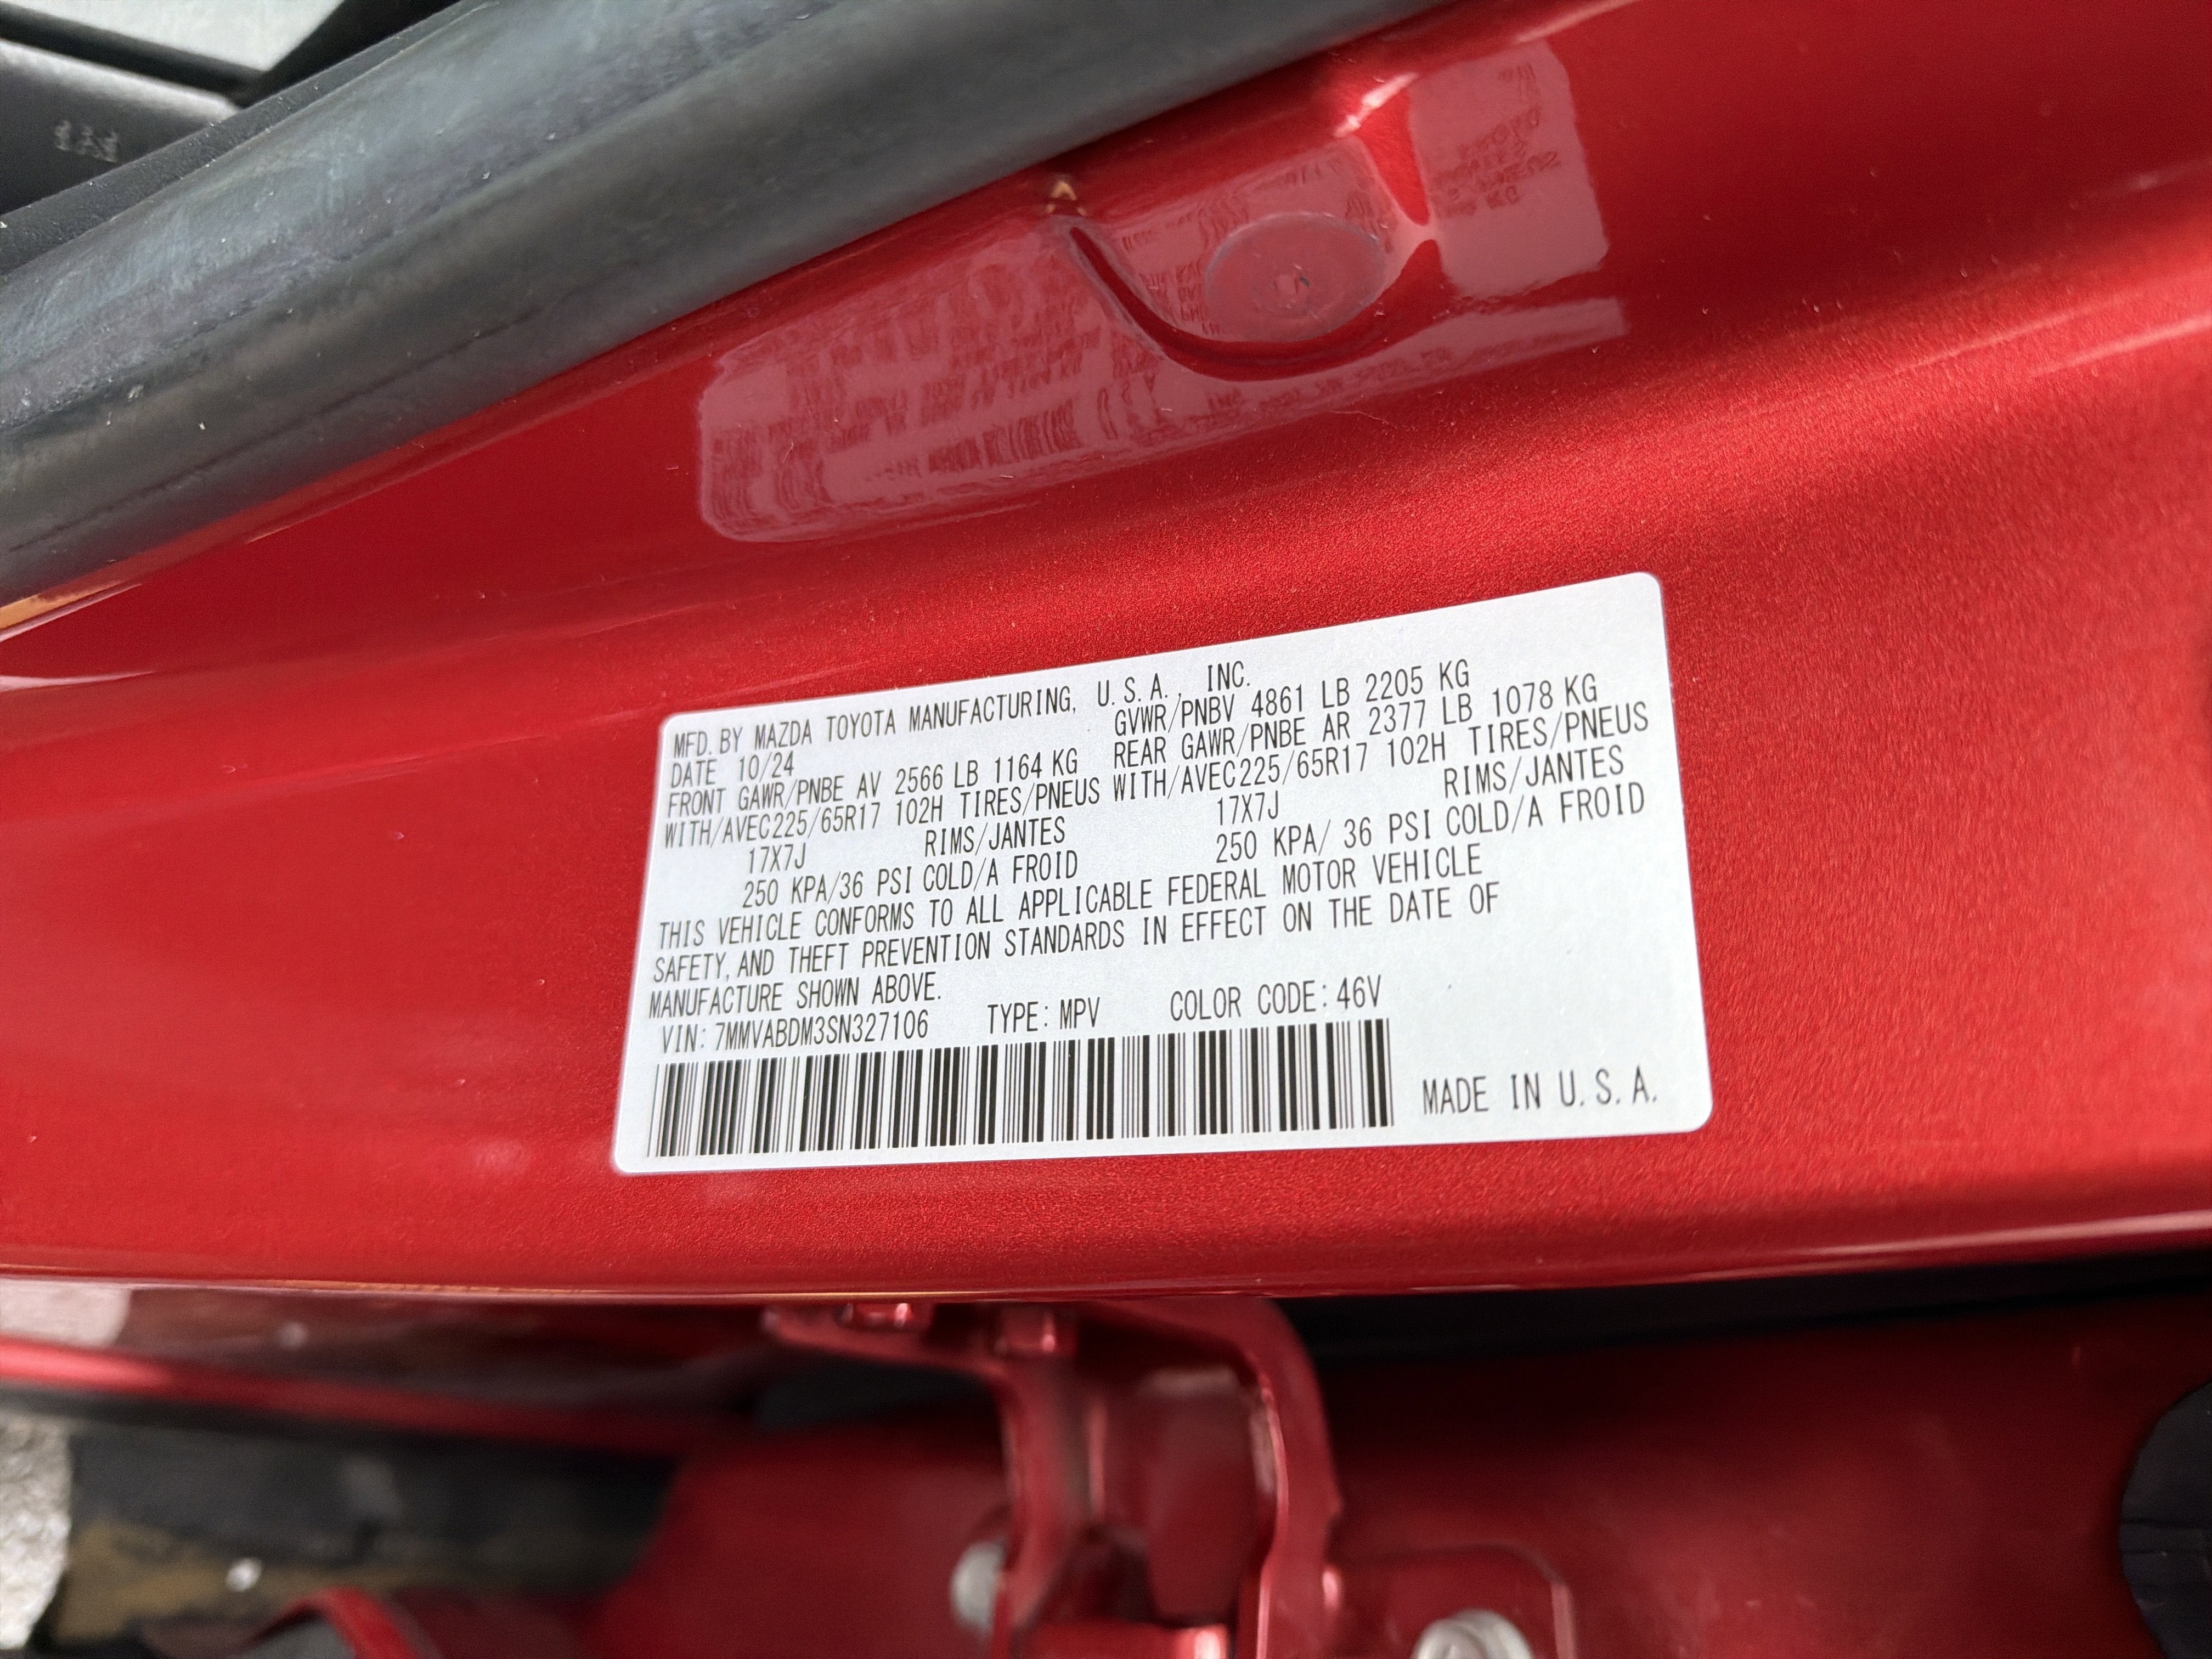 MFD. BY MAZDA TOYOTA MANUFACTURING, U.S.A., INC.
DATE 10/24 GVWR/PNBV 4861 LB 2205 KG
FRONT GAWR/PNBE AV 2566 LB 1164 KG REAR GAWR/PNBE AR 2377 LB 1078 KG
WITH/AVEC225/65R17 102H TIRES/PNEUS WITH/AVEC225/65R17 102H TIRES/PNEUS
17X7J RIMS/JANTES 17X7J RIMS/JANTES
250 KPA/36 PSI COLD/A FROID 250 KPA/ 36 PSI COLD/A FROID
THIS VEHICLE CONFORMS TO ALL APPLICABLE FEDERAL MOTOR VEHICLE
SAFETY, AND THEFT PREVENTION STANDARDS IN EFFECT ON THE DATE OF
MANUFACTURE SHOWN ABOVE.
VIN: 7MMVABDM3SN327106 TYPE: MPV COLOR CODE: 46V
MADE IN U.S.A.